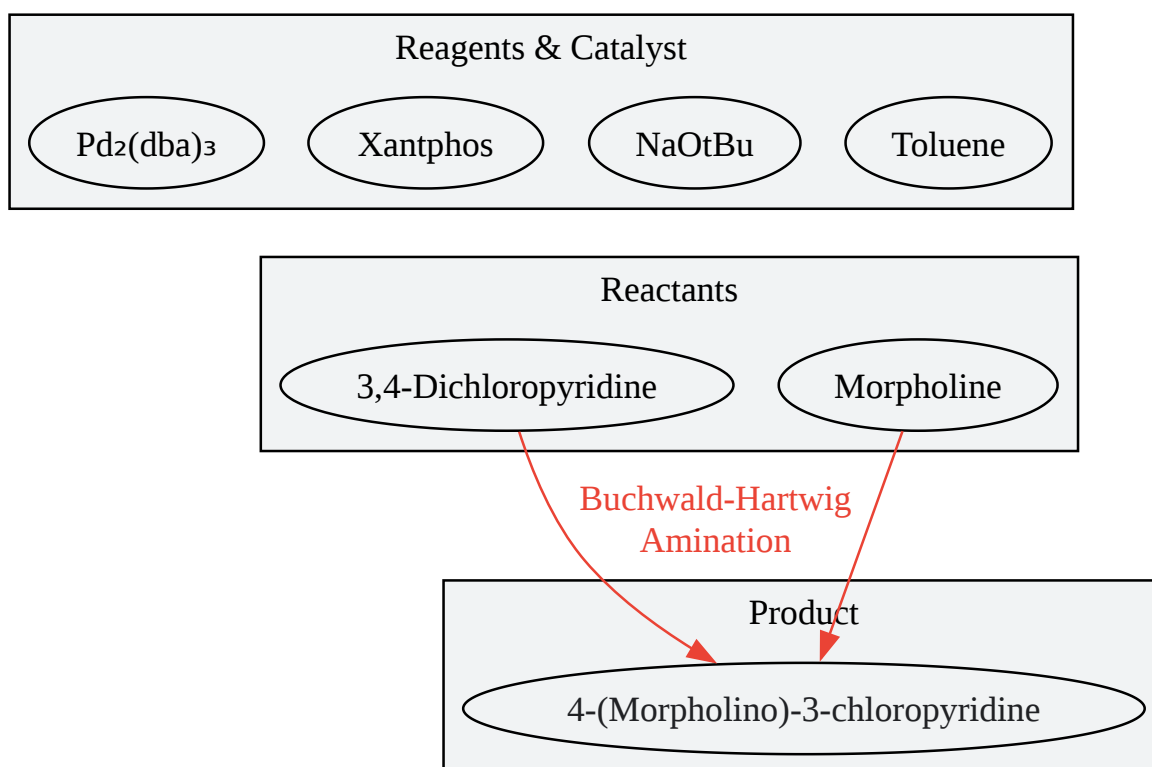 Reagents & Catalyst
Pd₂(dba)₃
Xantphos
NaOtBu
Toluene
Reactants
3,4-Dichloropyridine
Morpholine
Buchwald-Hartwig
Amination
Product
4-(Morpholino)-3-chloropyridine